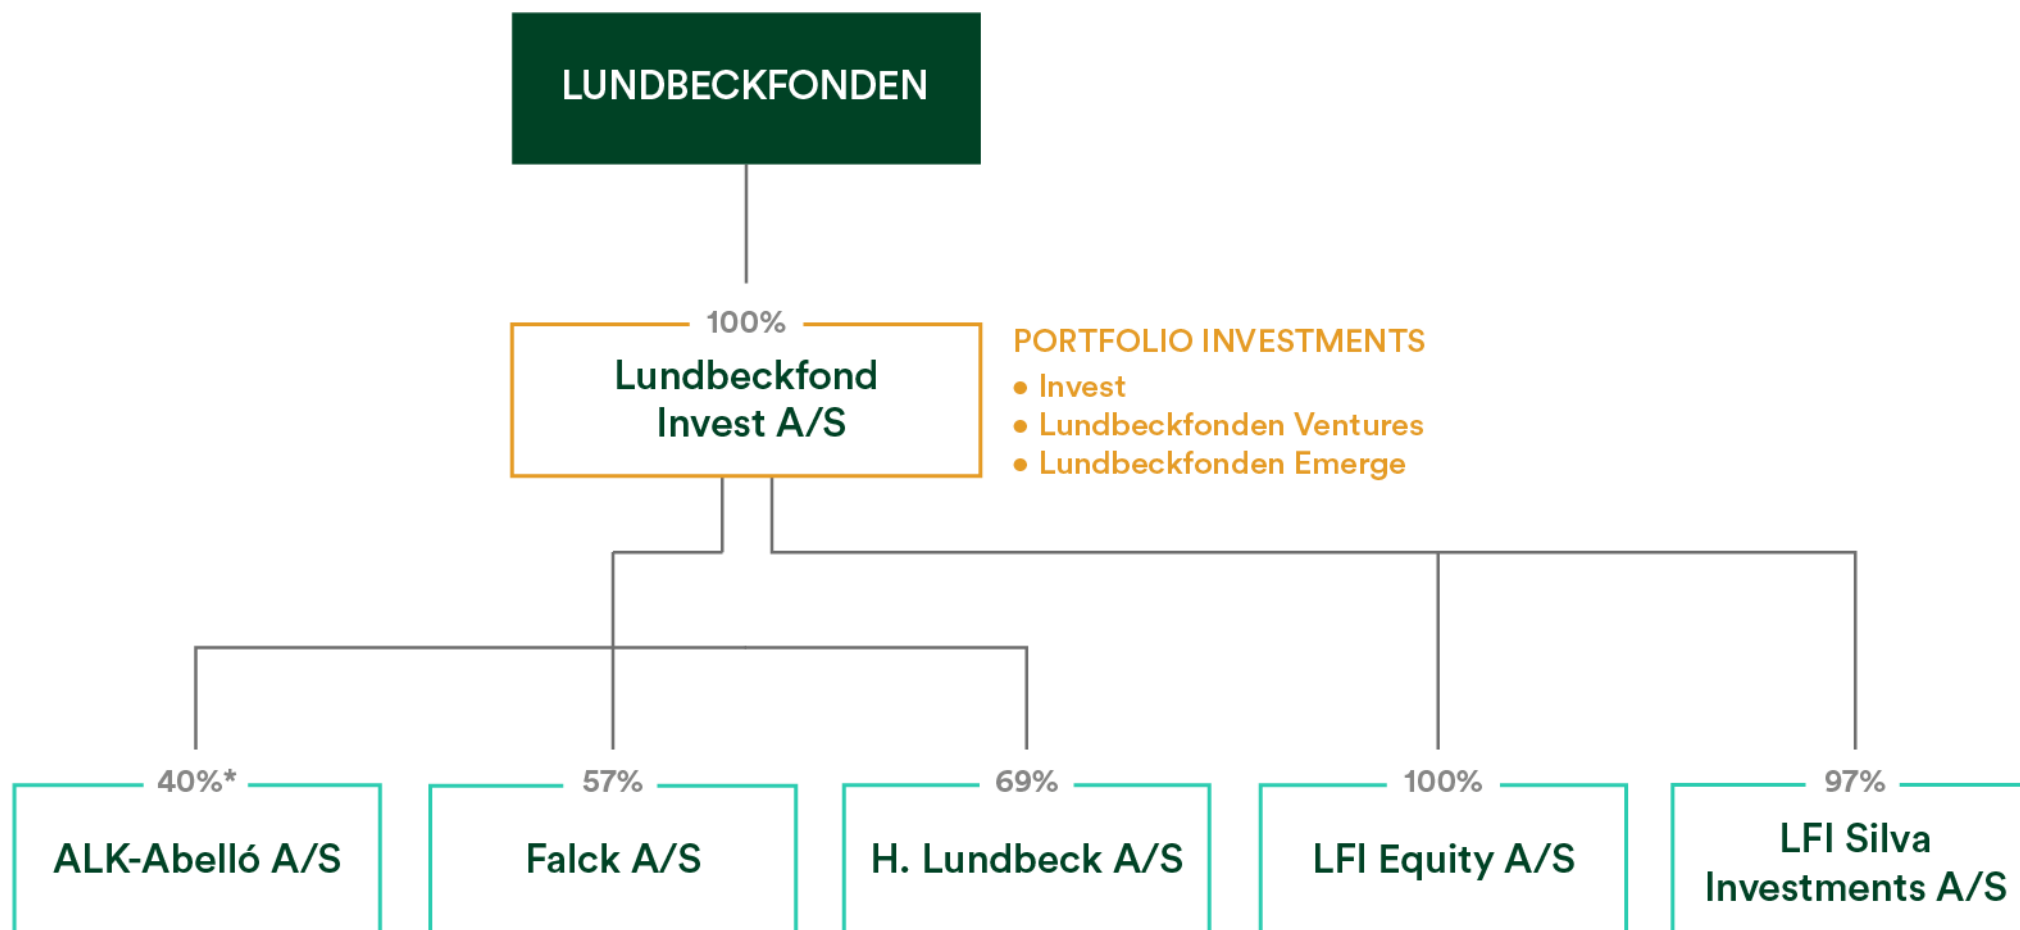 LUNDBECKFONDEN
100%
Lundbeckfond
Invest A/S
PORTFOLIO INVESTMENTS
• Invest
• Lundbeckfonden Ventures
• Lundbeckfonden Emerge
40%*
ALK-Abelló A/S
57%
Falck A/S
69%
H. Lundbeck A/S
100%
LFI Equity A/S
97%
LFI Silva
Investments A/S